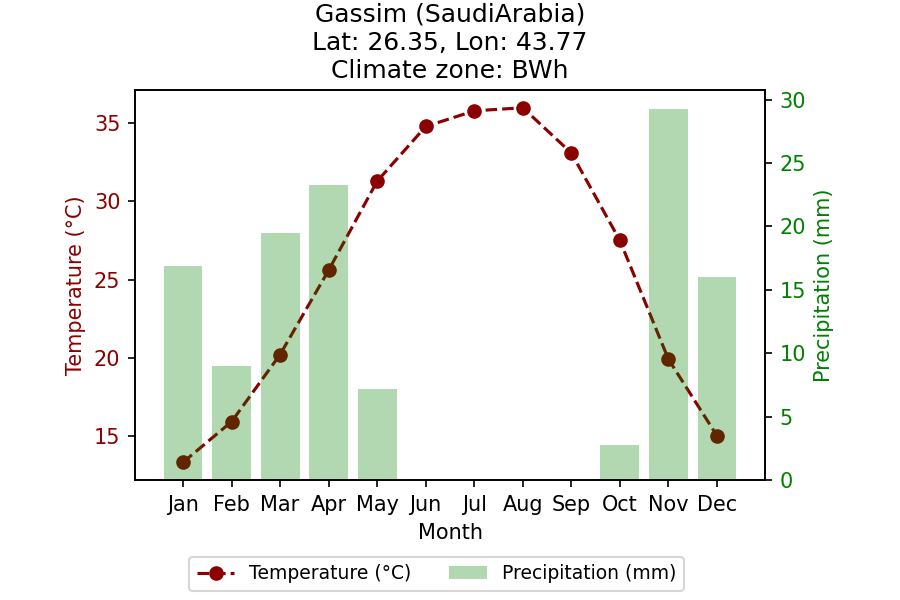 Gassim (SaudiArabia)
Lat: 26.35, Lon: 43.77
Climate zone: BWh
Temperature (°C)
35
30
25
20
15
Precipitation (mm)
30
25
20
15
10
5
0
Jan Feb Mar Apr May Jun Jul Aug Sep Oct Nov Dec
Month
Temperature (°C) Precipitation (mm)